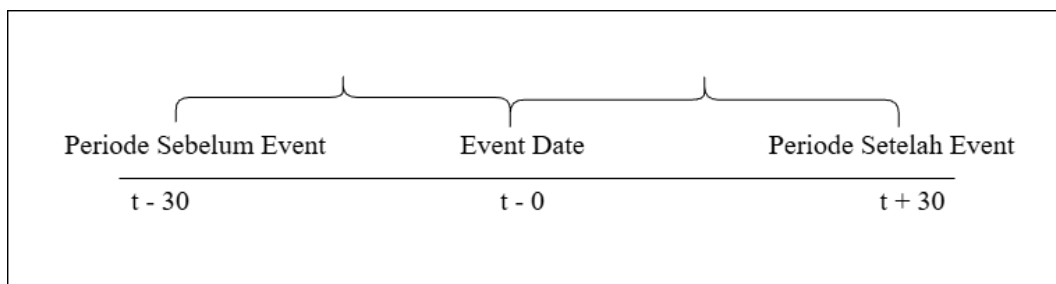 Periode Sebelum Event Event Date Periode Setelah Event
t - 30 t - 0 t + 30